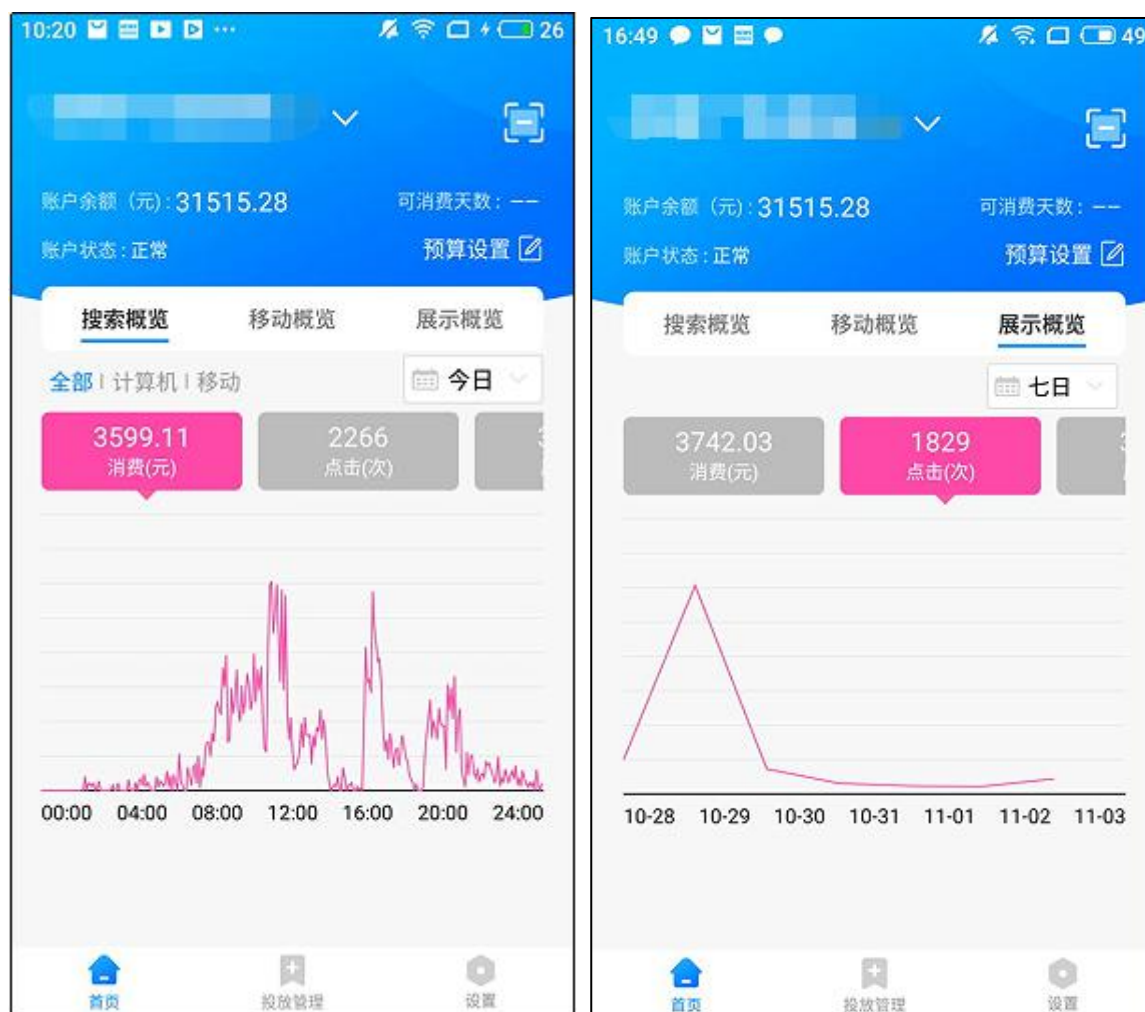 10:20
26
账户余额（元）: 31515.28
可消费天数: --
账户状态: 正常
预算设置
搜索概览
移动概览
展示概览
全部 | 计算机 | 移动
今日
3599.11
消费(元)
2266
点击(次)
00:00 04:00 08:00 12:00 16:00 20:00 24:00
首页
投放管理
设置
16:49
49
账户余额（元）: 31515.28
可消费天数: --
账户状态: 正常
预算设置
搜索概览
移动概览
展示概览
七日
3742.03
消费(元)
1829
点击(次)
10-28 10-29 10-30 10-31 11-01 11-02 11-03
首页
投放管理
设置